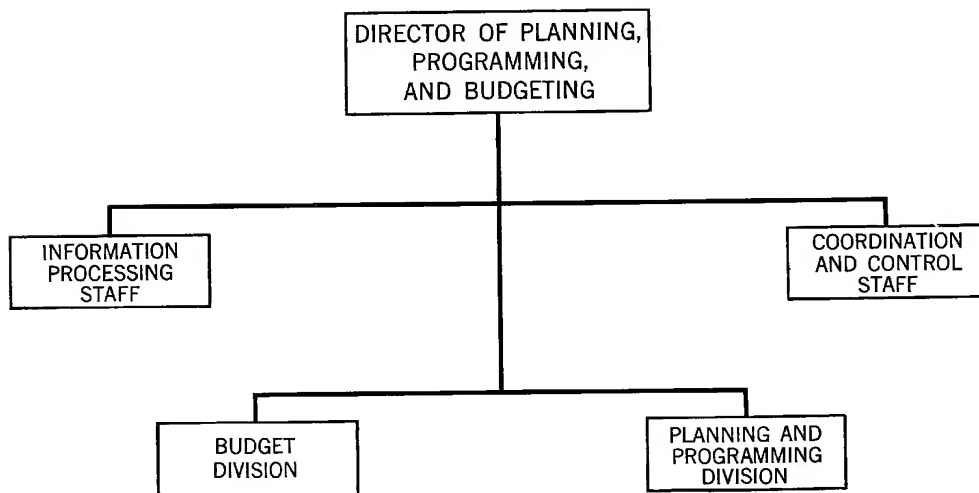 DIRECTOR OF PLANNING,
PROGRAMMING,
AND BUDGETING
INFORMATION
PROCESSING
STAFF
COORDINATION
AND CONTROL
STAFF
BUDGET
DIVISION
PLANNING AND
PROGRAMMING
DIVISION